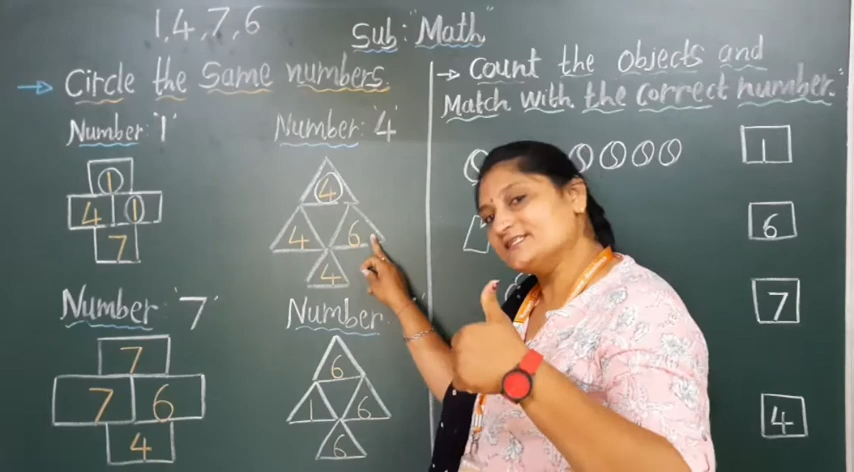 1,4,7,6
Sub: "Math"
→ Circle the Same numbers.
Number '1'
1
4 1
7
Number '4'
4
4 6
4
Number '7'
7
7 6
4
Number
6
1 6
6
→ Count the Objects and
Match with the correct number.
1
6
7
4